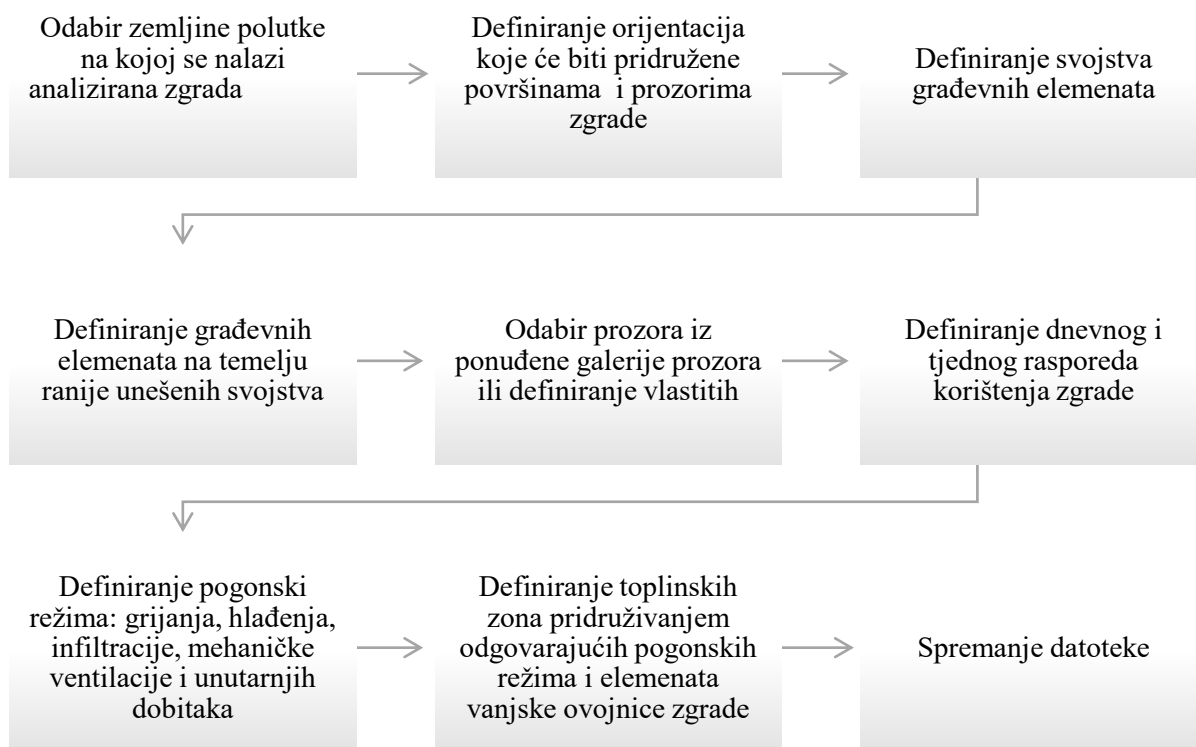 Odabir zemljine polutke
na kojoj se nalazi
analizirana zgrada
Definiranje orijentacija
koje će biti pridružene
površinama i prozorima
zgrade
Definiranje svojstva
građevnih elemenata
Definiranje građevnih
elemenata na temelju
ranije unešenih svojstva
Odabir prozora iz
ponuđene galerije prozora
ili definiranje vlastitih
Definiranje dnevnog i
tjednog rasporeda
korištenja zgrade
Definiranje pogonski
režima: grijanja, hlađenja,
infiltracije, mehaničke
ventilacije i unutarnjih
dobitaka
Definiranje toplinskih
zona pridruživanjem
odgovarajućih pogonskih
režima i elemenata
vanjske ovojnice zgrade
Spremanje datoteke